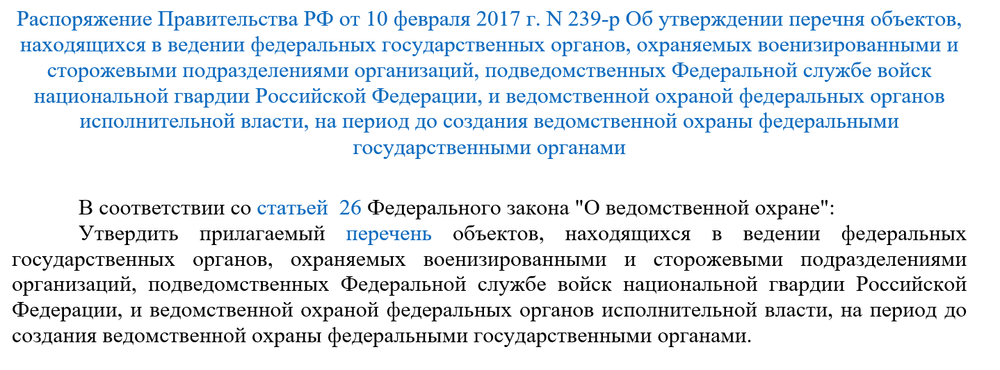 Распоряжение Правительства РФ от 10 февраля 2017 г. N 239-р Об утверждении перечня объектов,
находящихся в ведении федеральных государственных органов, охраняемых военизированными и
сторожевыми подразделениями организаций, подведомственных Федеральной службе войск
национальной гвардии Российской Федерации, и ведомственной охраной федеральных органов
исполнительной власти, на период до создания ведомственной охраны федеральными
государственными органами
В соответствии со статьей 26 Федерального закона "О ведомственной охране":
Утвердить прилагаемый перечень объектов, находящихся в ведении федеральных
государственных органов, охраняемых военизированными и сторожевыми подразделениями
организаций, подведомственных Федеральной службе войск национальной гвардии Российской
Федерации, и ведомственной охраной федеральных органов исполнительной власти, на период до
создания ведомственной охраны федеральными государственными органами.